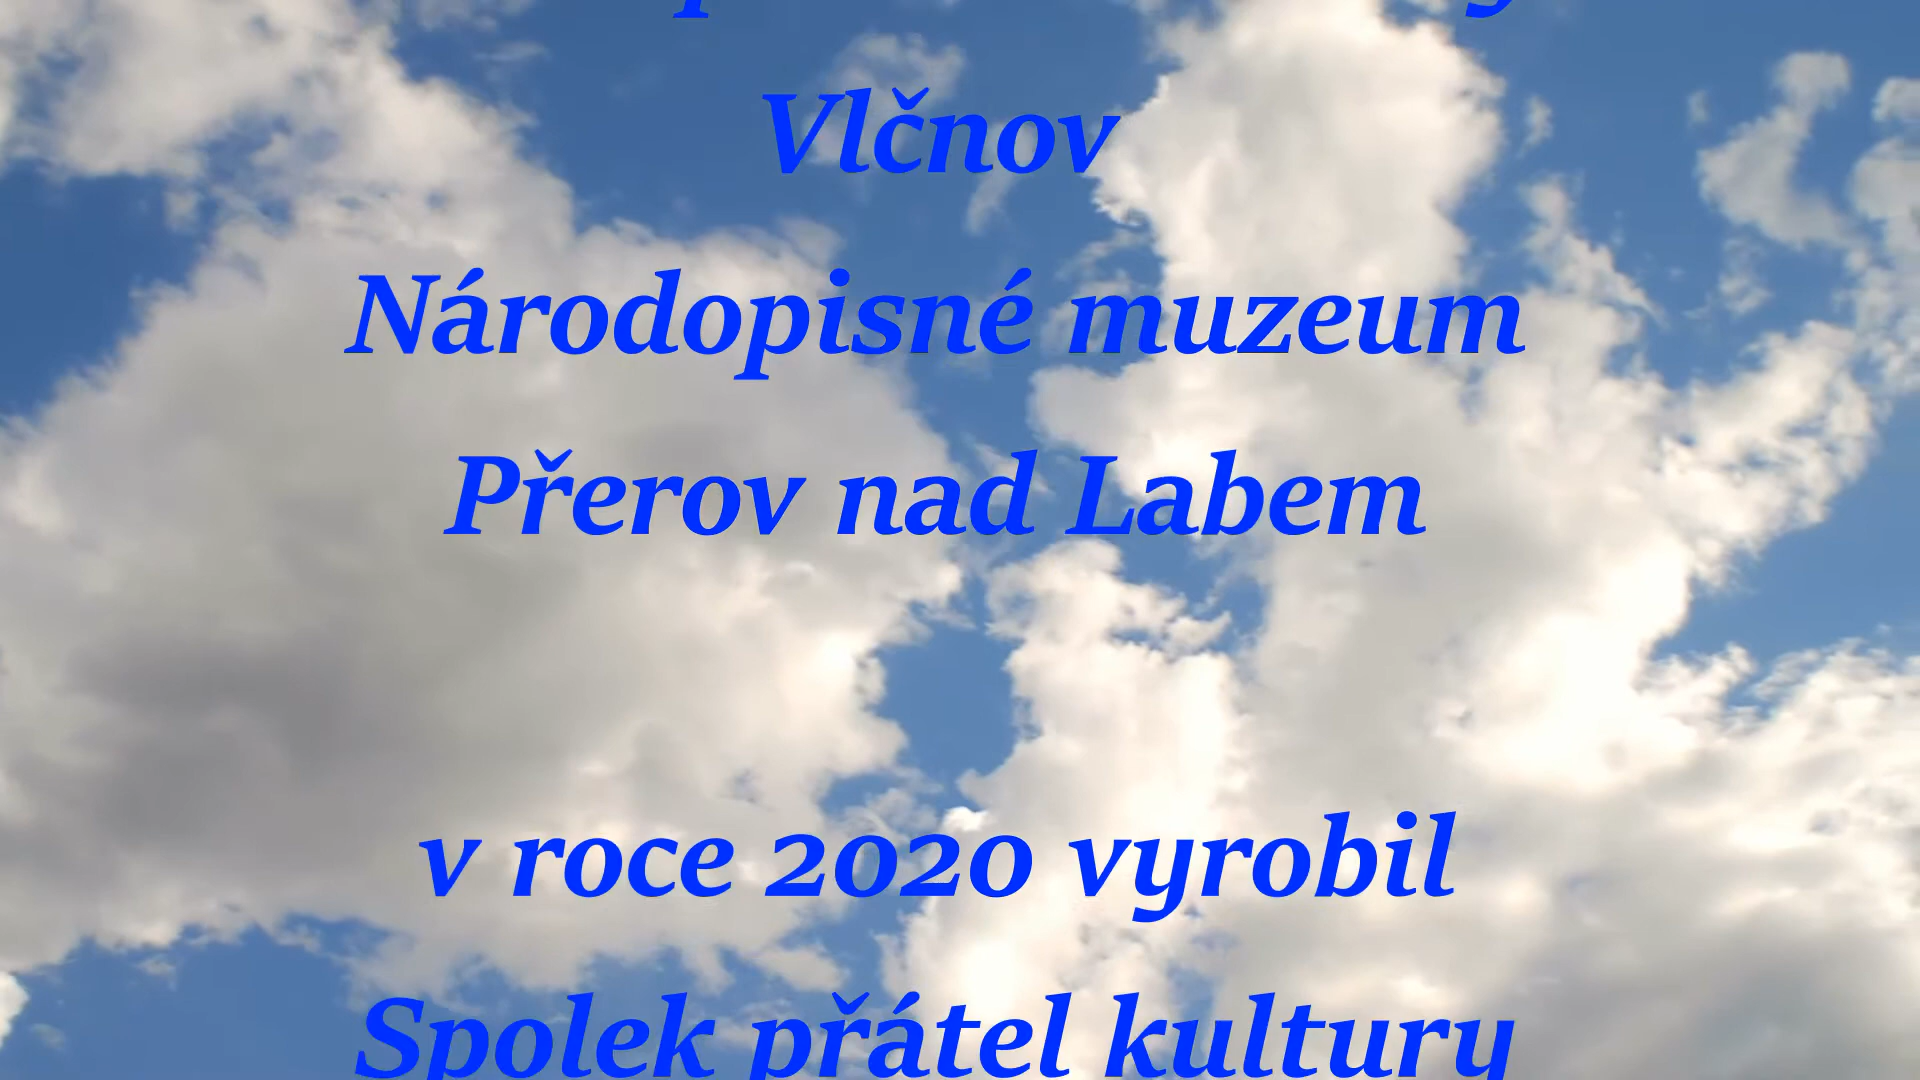 Vlčnov
Národopisné muzeum
Přerov nad Labem
v roce 2020 vyrobil
Spolek přátel kultury